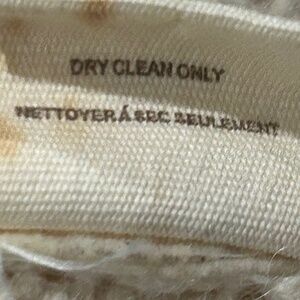 DRY CLEAN ONLY
NETTOYER Á SEC SEULEMENT